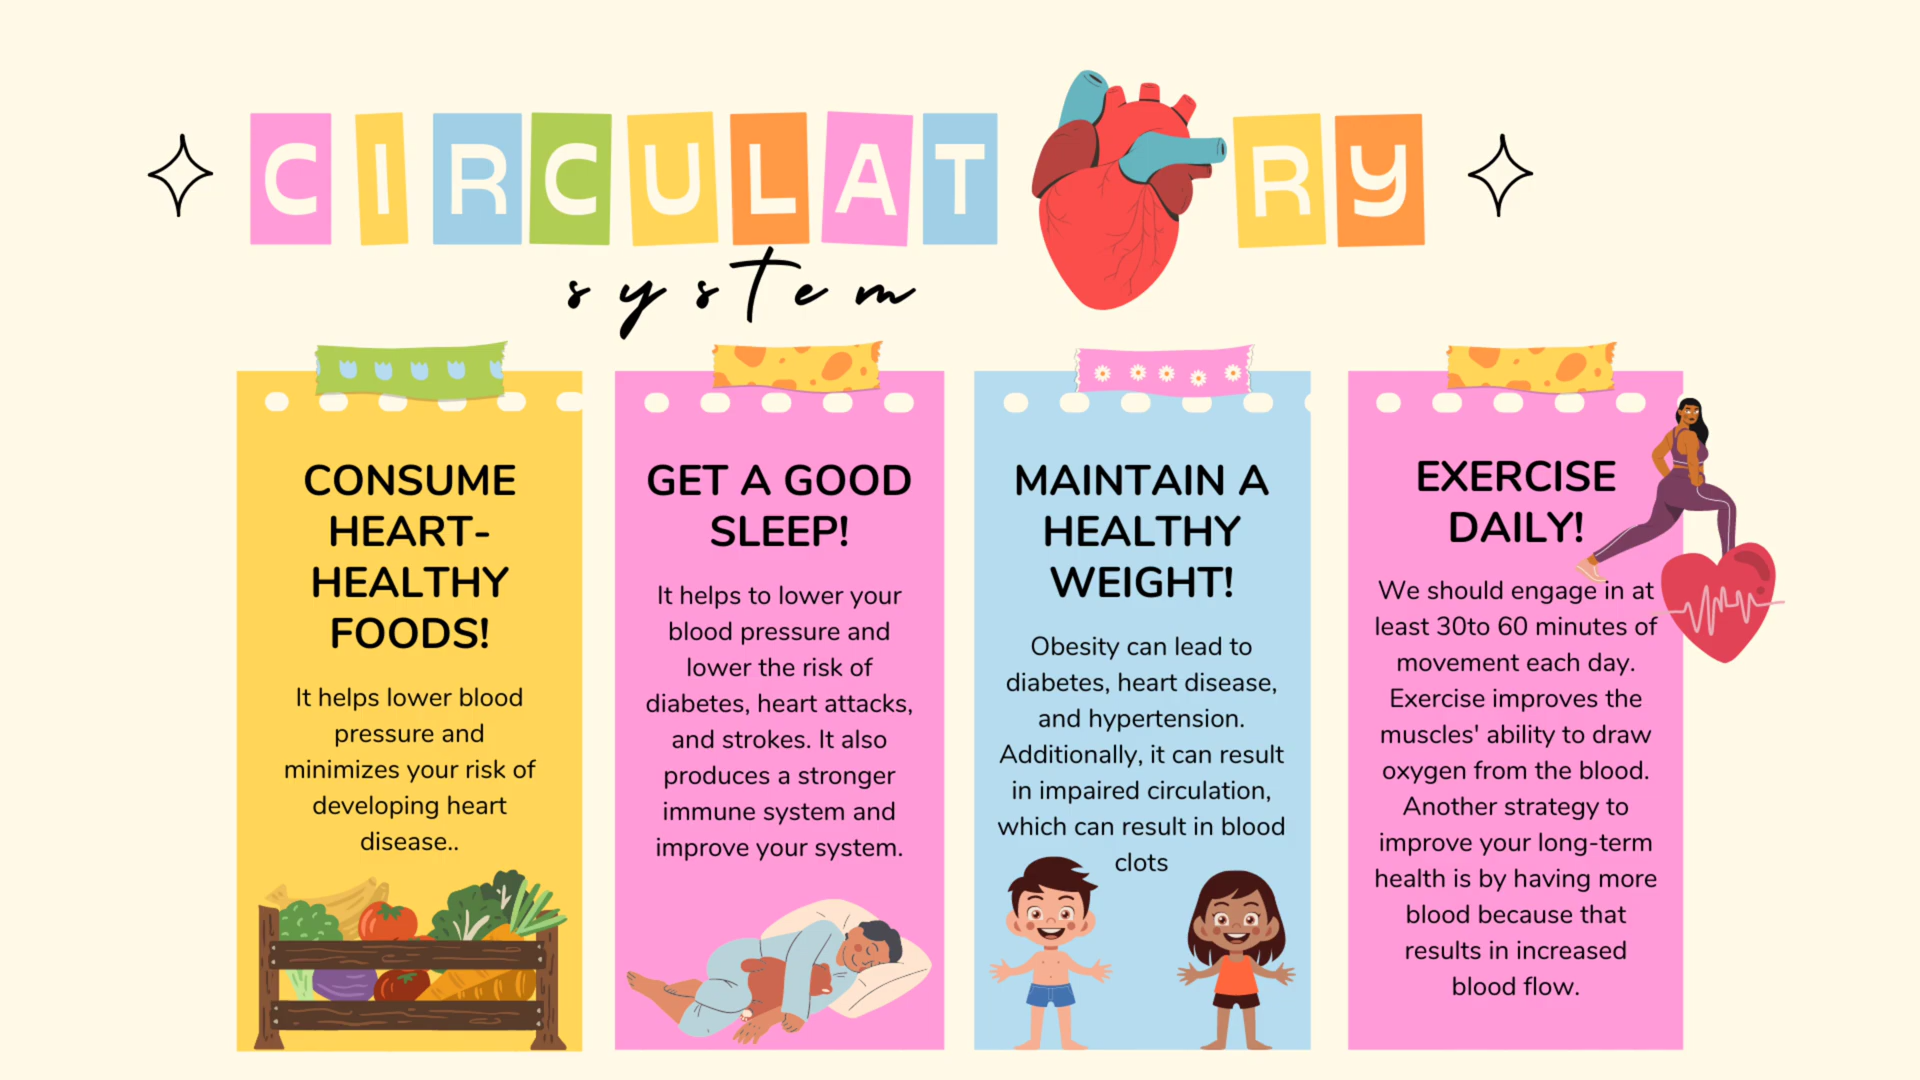 CIRCULAT RY
system
CONSUME
HEART-
HEALTHY
FOODS!
It helps lower blood
pressure and
minimizes your risk of
developing heart
disease..
GET A GOOD
SLEEP!
It helps to lower your
blood pressure and
lower the risk of
diabetes, heart attacks,
and strokes. It also
produces a stronger
immune system and
improve your system.
MAINTAIN A
HEALTHY
WEIGHT!
Obesity can lead to
diabetes, heart disease,
and hypertension.
Additionally, it can result
in impaired circulation,
which can result in blood
clots
EXERCISE
DAILY!
We should engage in at
least 30to 60 minutes of
movement each day.
Exercise improves the
muscles' ability to draw
oxygen from the blood.
Another strategy to
improve your long-term
health is by having more
blood because that
results in increased
blood flow.